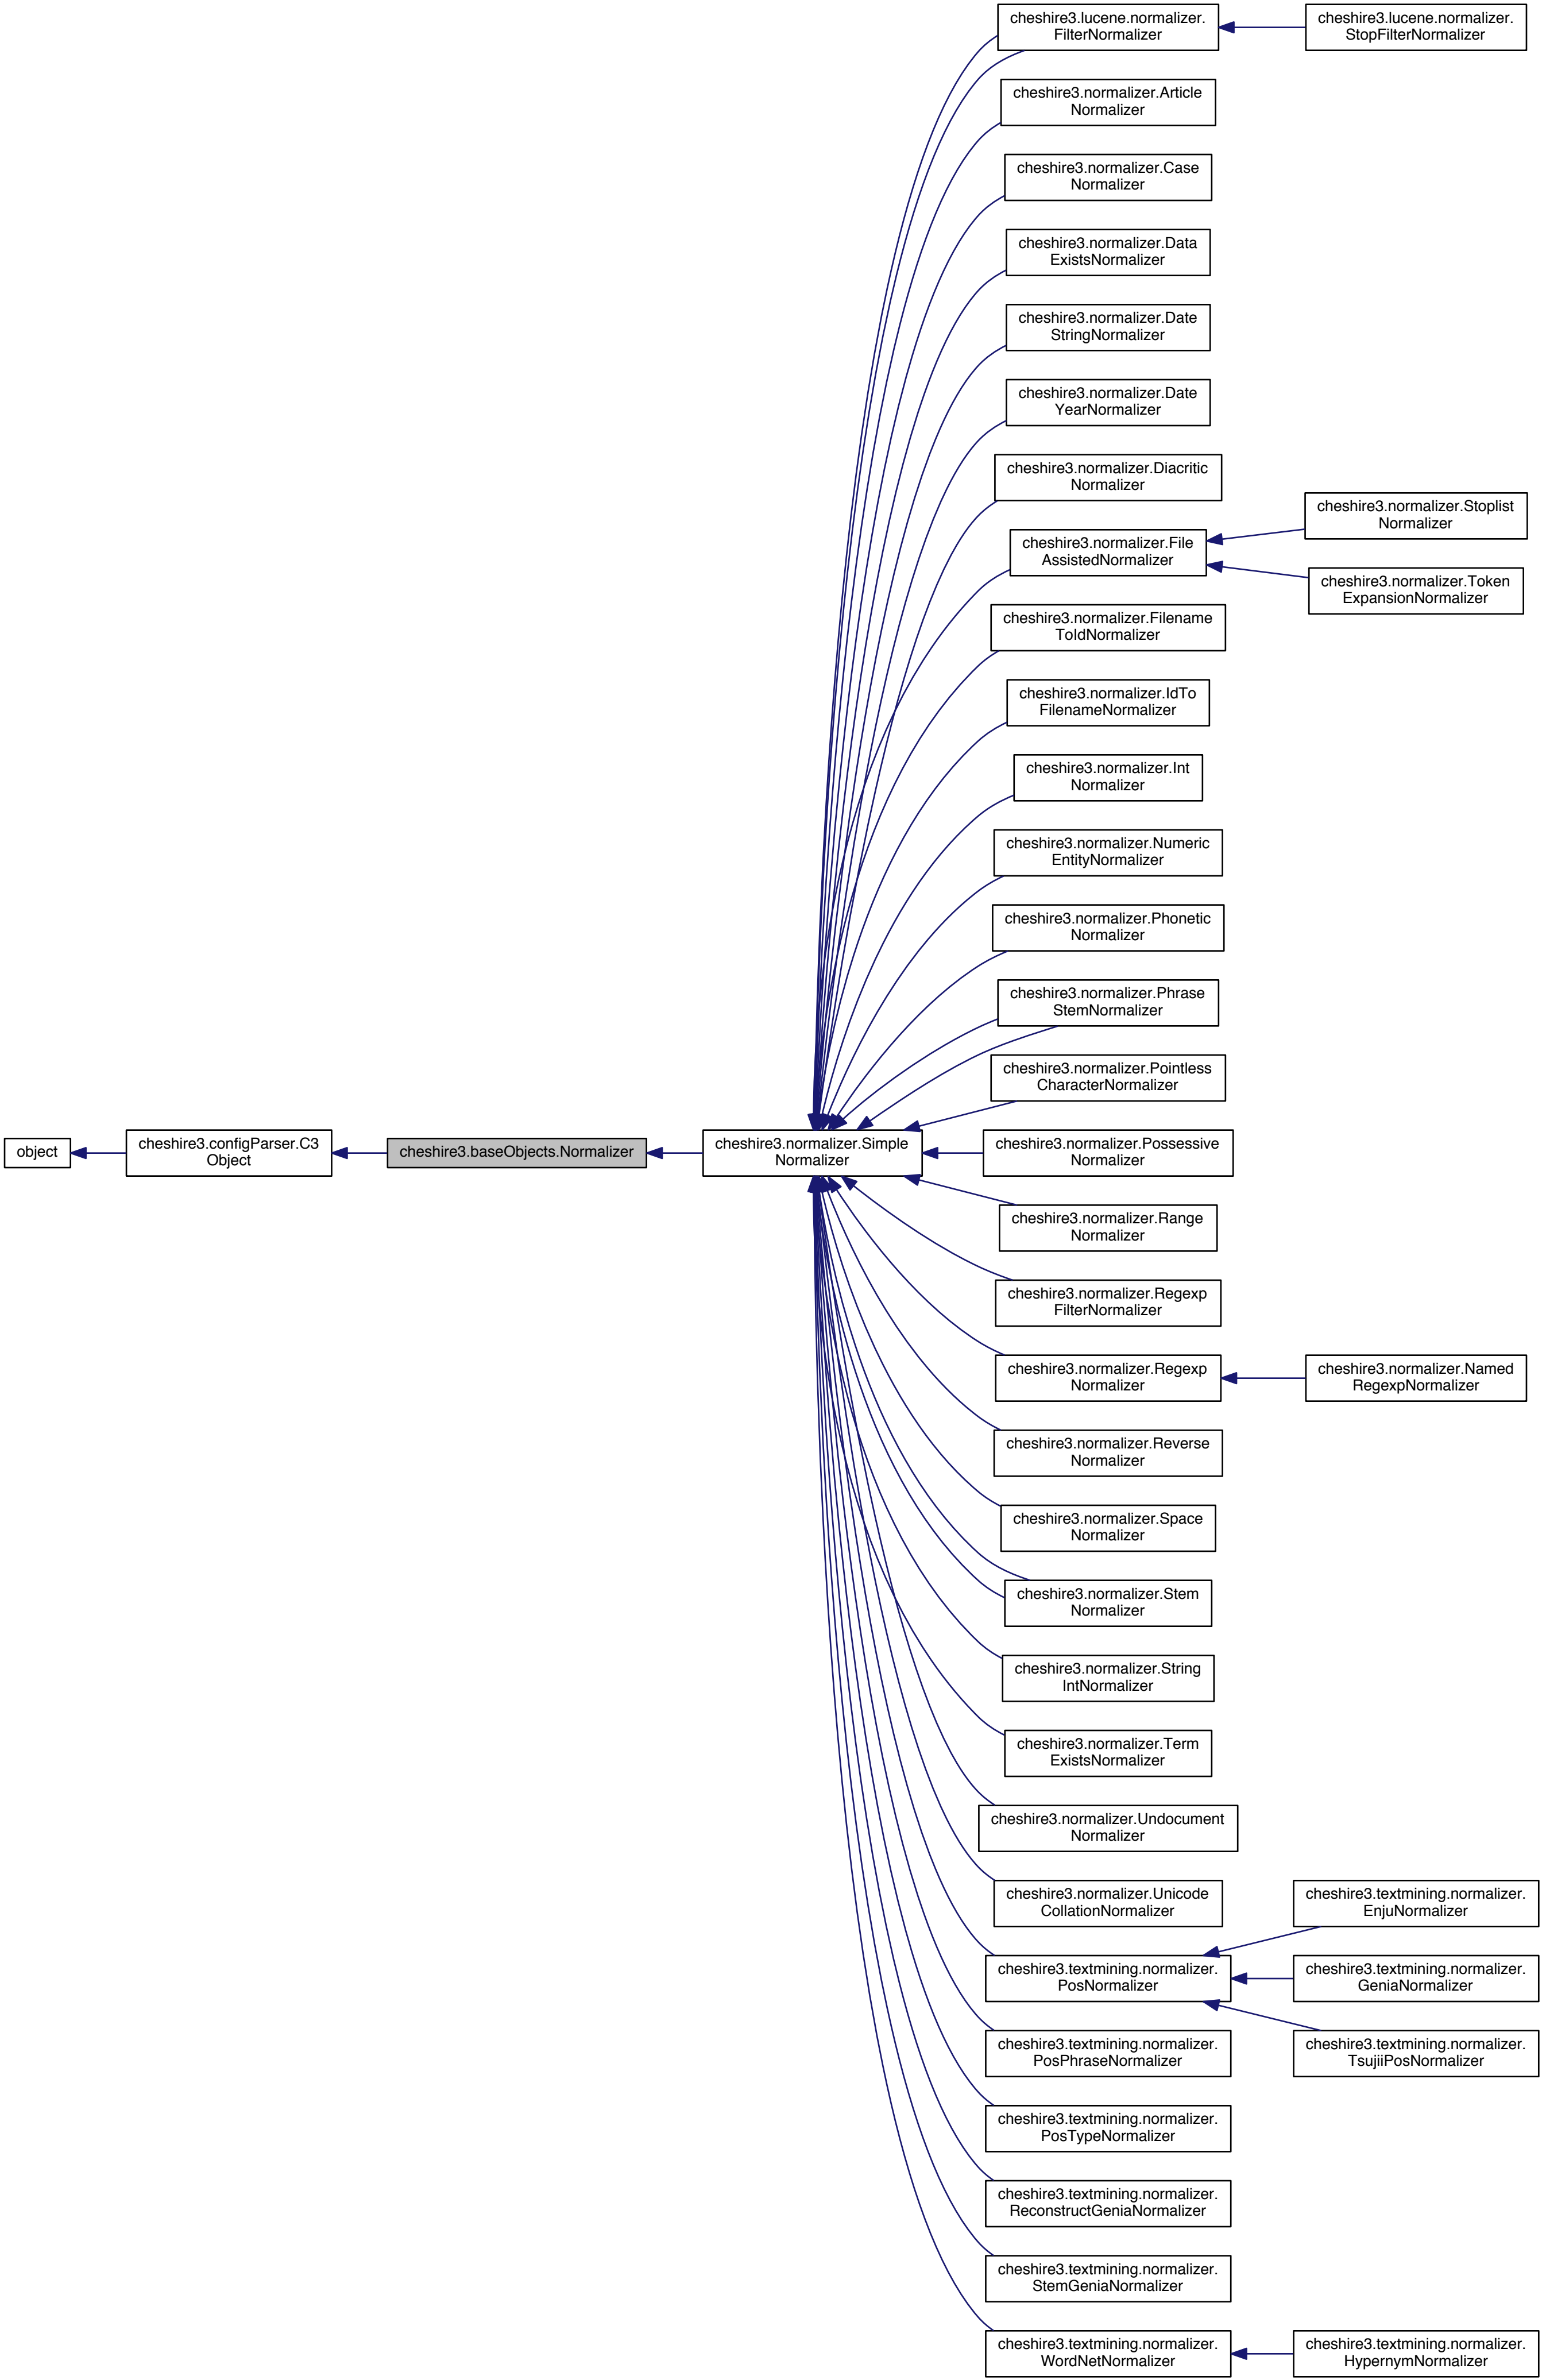 object
cheshire3.configParser.C3
Object
cheshire3.baseObjects.Normalizer
cheshire3.normalizer.Simple
Normalizer
cheshire3.lucene.normalizer.
FilterNormalizer
cheshire3.lucene.normalizer.
StopFilterNormalizer
cheshire3.normalizer.Article
Normalizer
cheshire3.normalizer.Case
Normalizer
cheshire3.normalizer.Data
ExistsNormalizer
cheshire3.normalizer.Date
StringNormalizer
cheshire3.normalizer.Date
YearNormalizer
cheshire3.normalizer.Diacritic
Normalizer
cheshire3.normalizer.File
AssistedNormalizer
cheshire3.normalizer.Stoplist
Normalizer
cheshire3.normalizer.Token
ExpansionNormalizer
cheshire3.normalizer.Filename
ToIdNormalizer
cheshire3.normalizer.IdTo
FilenameNormalizer
cheshire3.normalizer.Int
Normalizer
cheshire3.normalizer.Numeric
EntityNormalizer
cheshire3.normalizer.Phonetic
Normalizer
cheshire3.normalizer.Phrase
StemNormalizer
cheshire3.normalizer.Pointless
CharacterNormalizer
cheshire3.normalizer.Possessive
Normalizer
cheshire3.normalizer.Range
Normalizer
cheshire3.normalizer.Regexp
FilterNormalizer
cheshire3.normalizer.Regexp
Normalizer
cheshire3.normalizer.Named
RegexpNormalizer
cheshire3.normalizer.Reverse
Normalizer
cheshire3.normalizer.Space
Normalizer
cheshire3.normalizer.Stem
Normalizer
cheshire3.normalizer.String
IntNormalizer
cheshire3.normalizer.Term
ExistsNormalizer
cheshire3.normalizer.Undocument
Normalizer
cheshire3.normalizer.Unicode
CollationNormalizer
cheshire3.textmining.normalizer.
PosNormalizer
cheshire3.textmining.normalizer.
EnjuNormalizer
cheshire3.textmining.normalizer.
GeniaNormalizer
cheshire3.textmining.normalizer.
TsujiiPosNormalizer
cheshire3.textmining.normalizer.
PosPhraseNormalizer
cheshire3.textmining.normalizer.
PosTypeNormalizer
cheshire3.textmining.normalizer.
ReconstructGeniaNormalizer
cheshire3.textmining.normalizer.
StemGeniaNormalizer
cheshire3.textmining.normalizer.
WordNetNormalizer
cheshire3.textmining.normalizer.
HypernymNormalizer